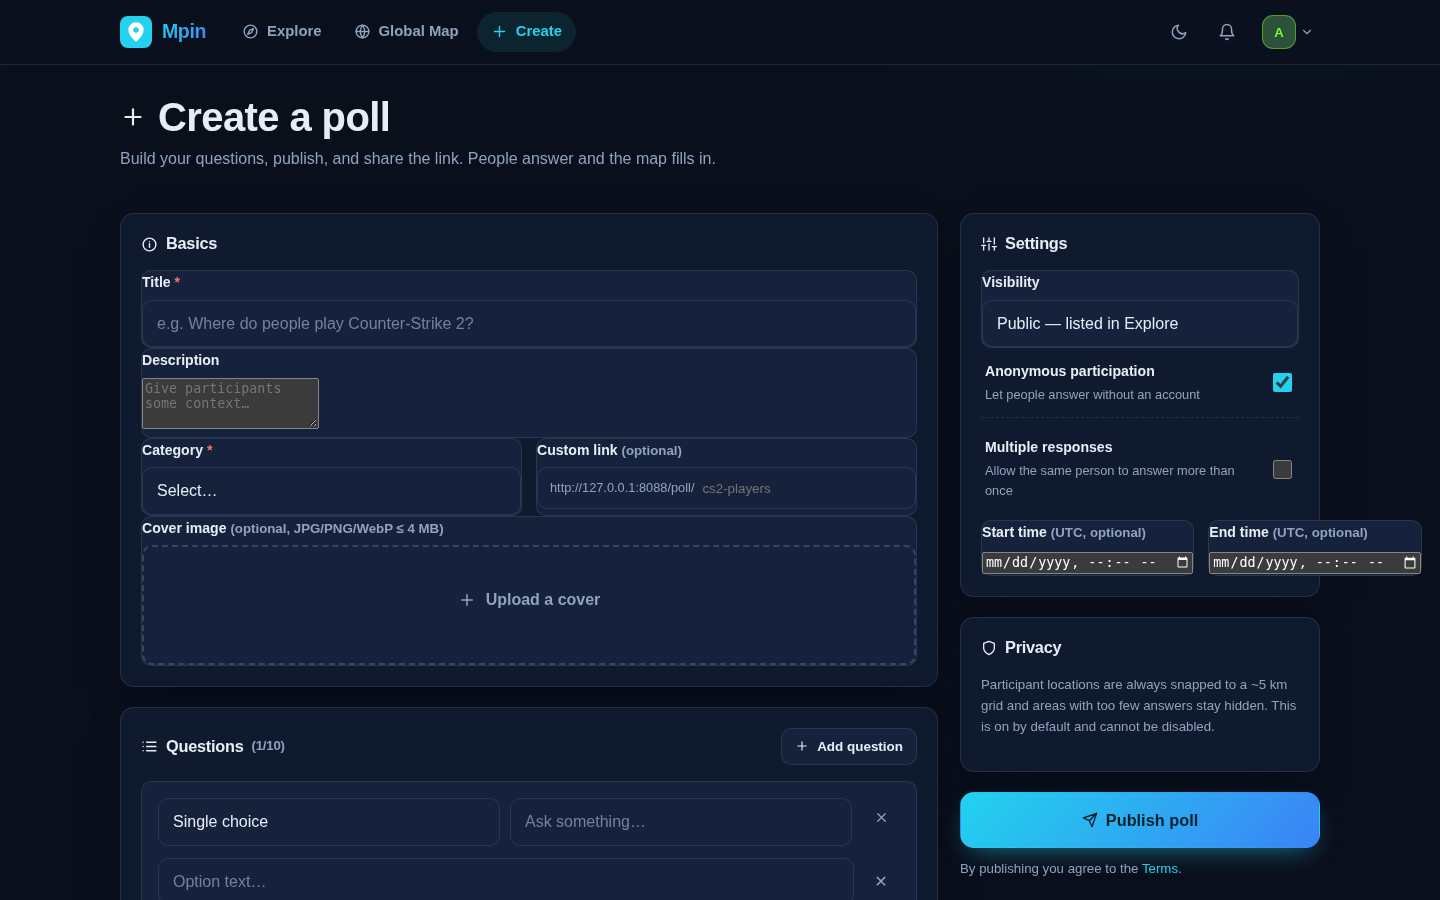 Mpin
Explore
Global Map
Create
A
Create a poll
Build your questions, publish, and share the link. People answer and the map fills in.
Basics
Title *
e.g. Where do people play Counter-Strike 2?
Description
Give participants
some context…
Category *
Select…
Custom link (optional)
http://127.0.0.1:8088/poll/ cs2-players
Cover image (optional, JPG/PNG/WebP ≤ 4 MB)
Upload a cover
Questions (1/10)
Add question
Single choice
Ask something…
Option text…
Settings
Visibility
Public — listed in Explore
Anonymous participation
Let people answer without an account
Multiple responses
Allow the same person to answer more than
once
Start time (UTC, optional)
mm/dd/yyyy, --:-- --
End time (UTC, optional)
mm/dd/yyyy, --:-- --
Privacy
Participant locations are always snapped to a ~5 km
grid and areas with too few answers stay hidden. This
is on by default and cannot be disabled.
Publish poll
By publishing you agree to the Terms.